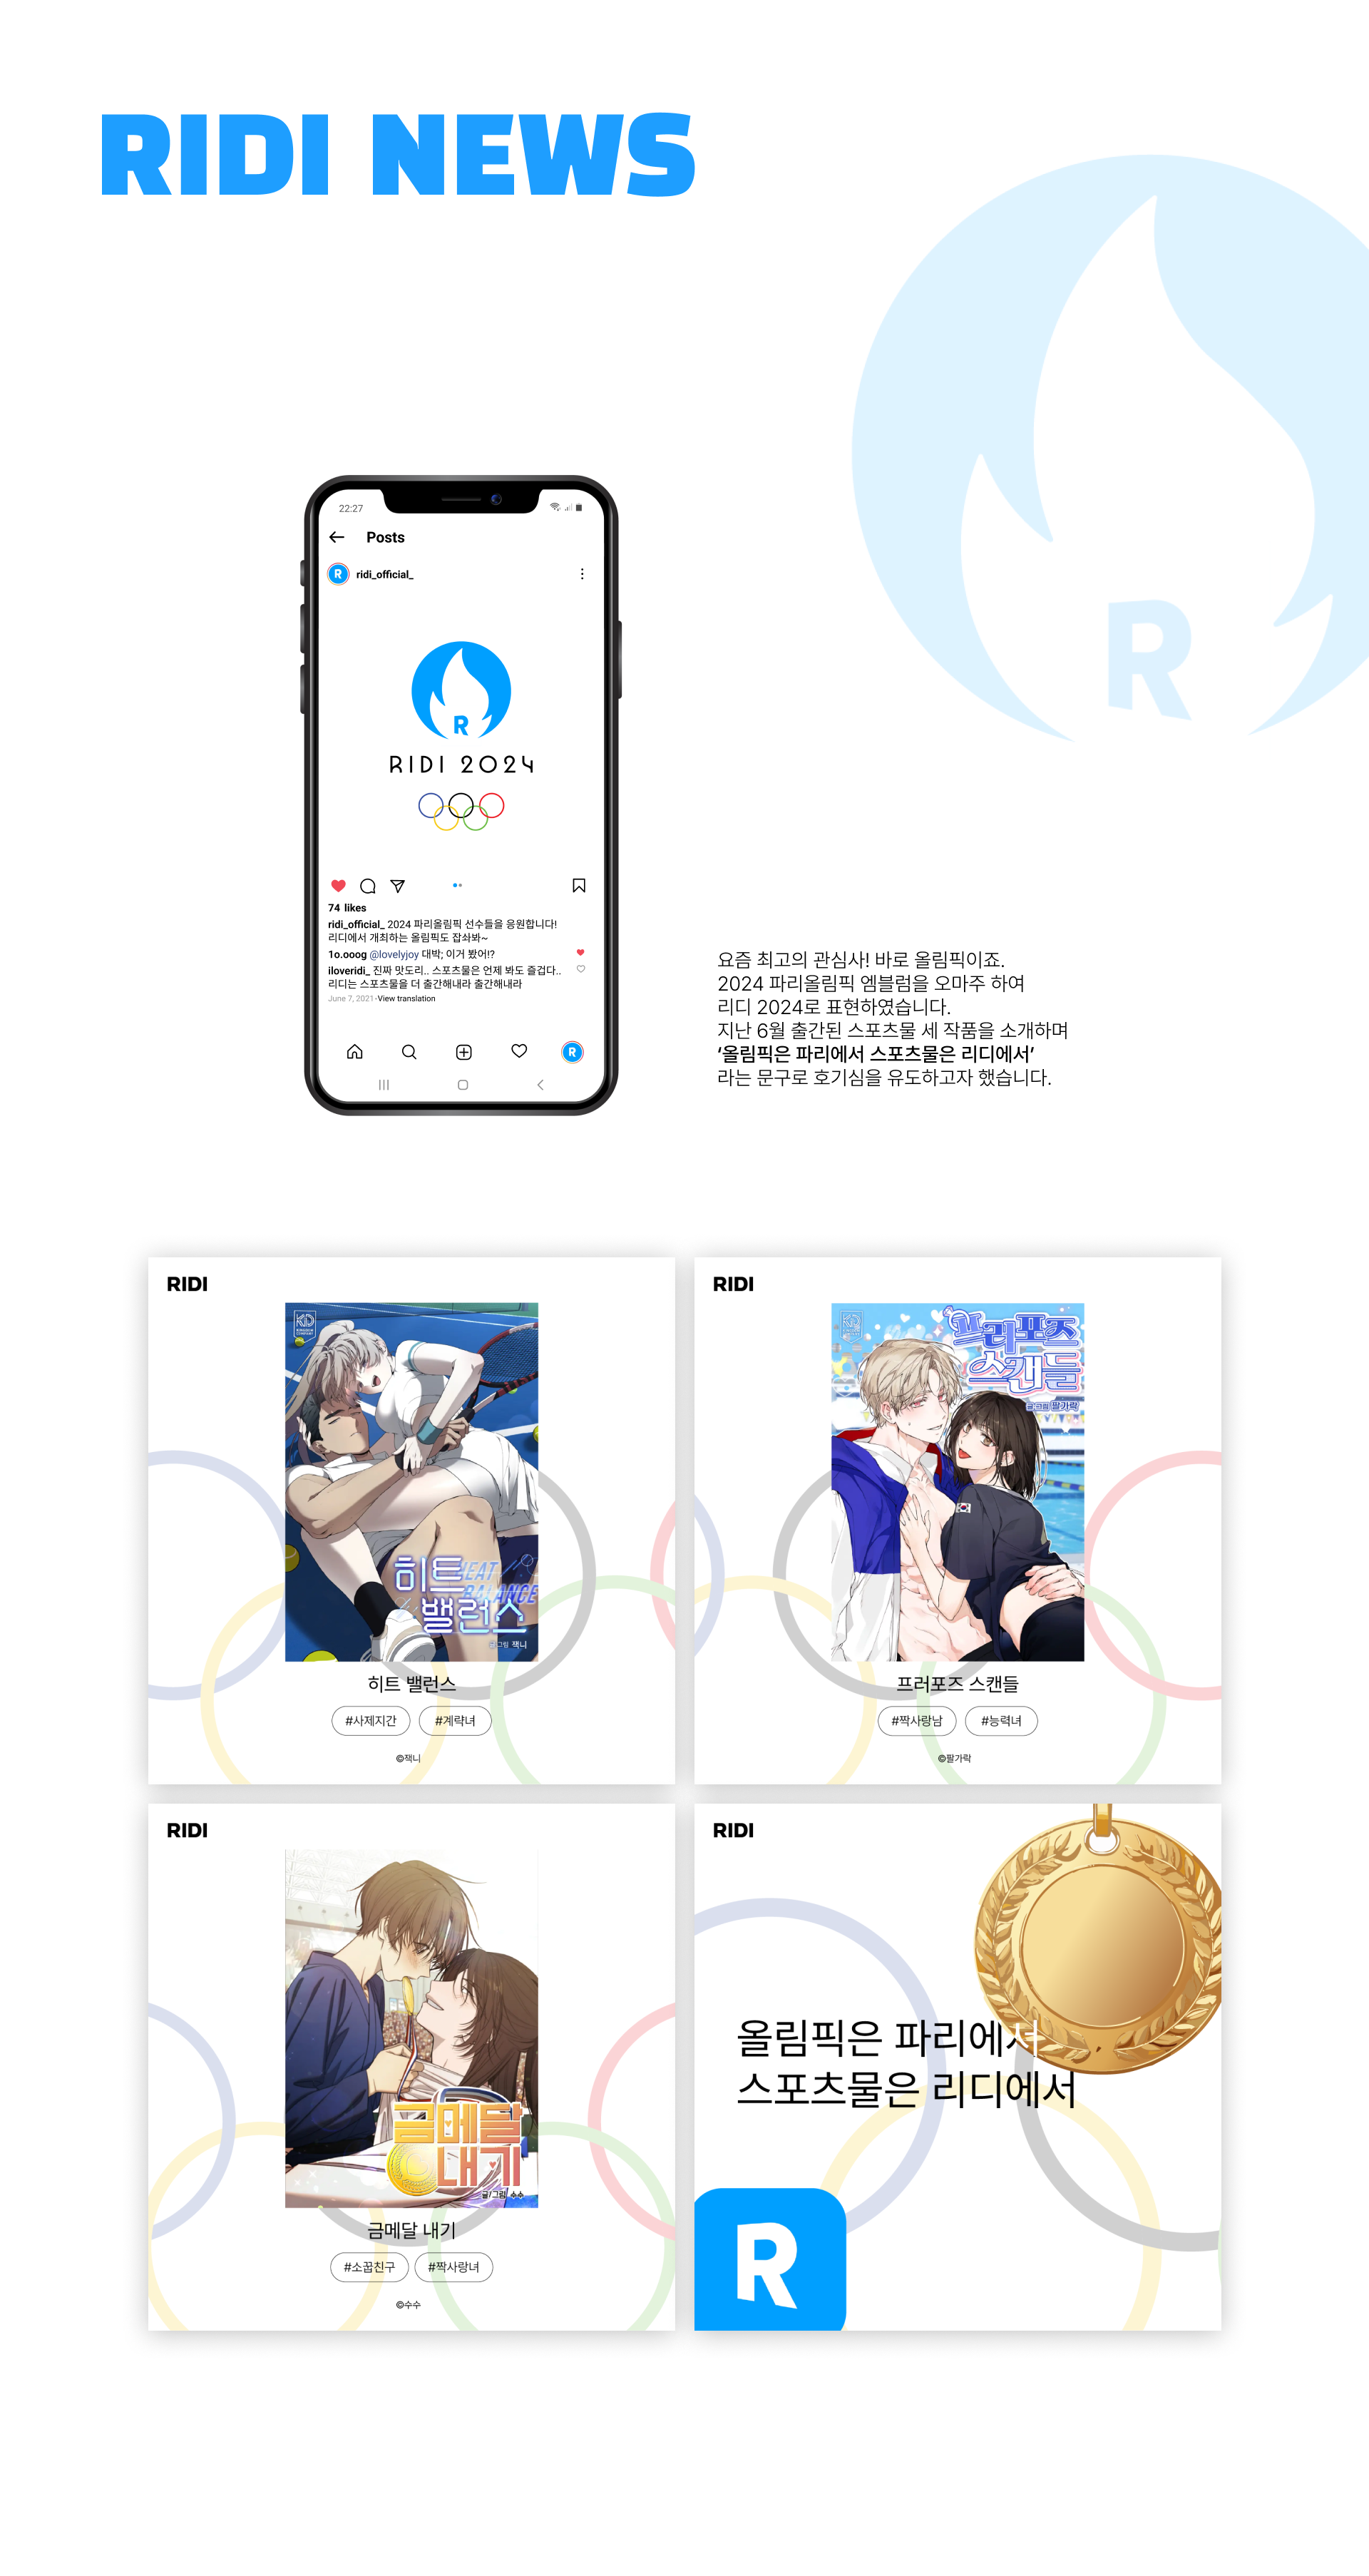 RIDI NEWS
22:27
Posts
R
ridi_official_
R
R
RIDI 2024
74 likes
ridi_official_ 2024 파리올림픽 선수들을 응원합니다!
리디에서 개최하는 올림픽도 잡솨봐~
1o.ooog @lovelyjoy 대박; 이거 봤어!?
iloveridi_ 진짜 맛도리.. 스포츠물은 언제 봐도 즐겁다..
리디는 스포츠물을 더 출간해내라 출간해내라
June 7, 2021•View translation
R
요즘 최고의 관심사! 바로 올림픽이죠.
2024 파리올림픽 엠블럼을 오마주 하여
리디 2024로 표현하였습니다.
지난 6월 출간된 스포츠물 세 작품을 소개하며
‘올림픽은 파리에서 스포츠물은 리디에서’
라는 문구로 호기심을 유도하고자 했습니다.
RIDI
KD
히트
밸런스
HEAT
BALANCE
글·그림 잭니
히트 밸런스
#사제지간
#계략녀
©잭니
RIDI
KD
프러포즈
스캔들
글·그림 팔가락
프러포즈 스캔들
#짝사랑남
#능력녀
©팔가락
RIDI
금메달
내기
글/그림 수수
금메달 내기
#소꿉친구
#짝사랑녀
©수수
RIDI
올림픽은 파리에서
스포츠물은 리디에서
R